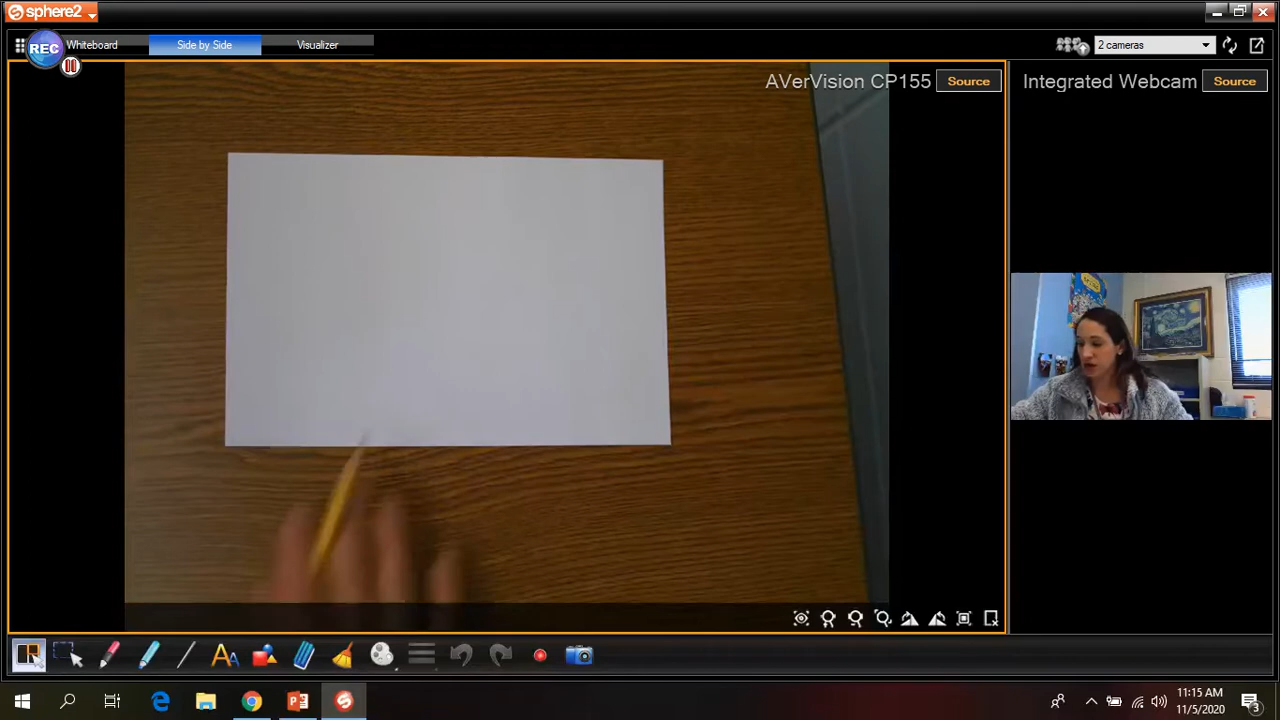 sphere2
REC
Whiteboard
Side by Side
Visualizer
2 cameras
AVerVision CP155
Source
Integrated Webcam
Source
11:15 AM
11/5/2020
3